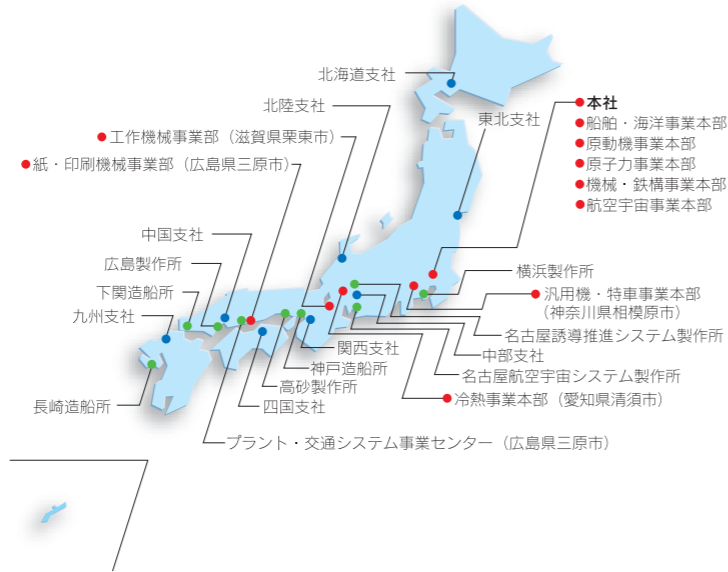 北海道支社
北陸支社
工作機械事業部（滋賀県栗東市）
紙・印刷機械事業部（広島県三原市）
東北支社
本社
船舶・海洋事業本部
原動機事業本部
原子力事業本部
機械・鉄構事業本部
航空宇宙事業本部
中国支社
広島製作所
下関造船所
九州支社
長崎造船所
横浜製作所
汎用機・特車事業本部
（神奈川県相模原市）
名古屋誘導推進システム製作所
中部支社
名古屋航空宇宙システム製作所
冷熱事業本部（愛知県清須市）
関西支社
神戸造船所
高砂製作所
四国支社
プラント・交通システム事業センター（広島県三原市）